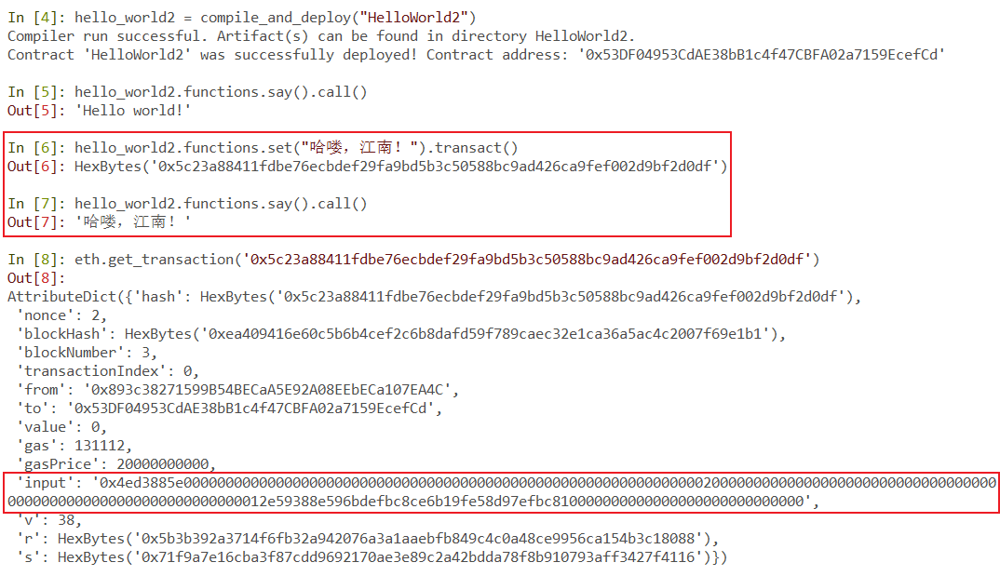 In [4]: hello_world2 = compile_and_deploy("HelloWorld2")
Compiler run successful. Artifact(s) can be found in directory HelloWorld2.
Contract 'HelloWorld2' was successfully deployed! Contract address: '0x53DF04953CdAE38bB1c4f47CBFA02a7159EcefCd'
In [5]: hello_world2.functions.say().call()
Out[5]: 'Hello world!'
In [6]: hello_world2.functions.set("哈喽，江南！").transact()
Out[6]: HexBytes('0x5c23a88411fdbe76ecbdef29fa9bd5b3c50588bc9ad426ca9fef002d9bf2d0df')
In [7]: hello_world2.functions.say().call()
Out[7]: '哈喽，江南！'
In [8]: eth.get_transaction('0x5c23a88411fdbe76ecbdef29fa9bd5b3c50588bc9ad426ca9fef002d9bf2d0df')
Out[8]:
AttributeDict({'hash': HexBytes('0x5c23a88411fdbe76ecbdef29fa9bd5b3c50588bc9ad426ca9fef002d9bf2d0df'),
'nonce': 2,
'blockHash': HexBytes('0xea409416e60c5b6b4cef2c6b8dafd59f789caec32e1ca36a5ac4c2007f69e1b1'),
'blockNumber': 3,
'transactionIndex': 0,
'from': '0x893c38271599B54BECaA5E92A08EEbECa107EA4C',
'to': '0x53DF04953CdAE38bB1c4f47CBFA02a7159EcefCd',
'value': 0,
'gas': 131112,
'gasPrice': 20000000000,
'input': '0x4ed3885e0000000000000000000000000000000000000000000000000000000000000020000000000000000000000000000000000
0000000000000000000000000000012e59388e596bdefbc8ce6b19fe58d97efbc810000000000000000000000000000',
'v': 38,
'r': HexBytes('0x5b3b392a3714f6fb32a942076a3a1aaebfb849c4c0a48ce9956ca154b3c18088'),
's': HexBytes('0x71f9a7e16cba3f87cdd9692170ae3e89c2a42bdda78f8b910793aff3427f4116')})